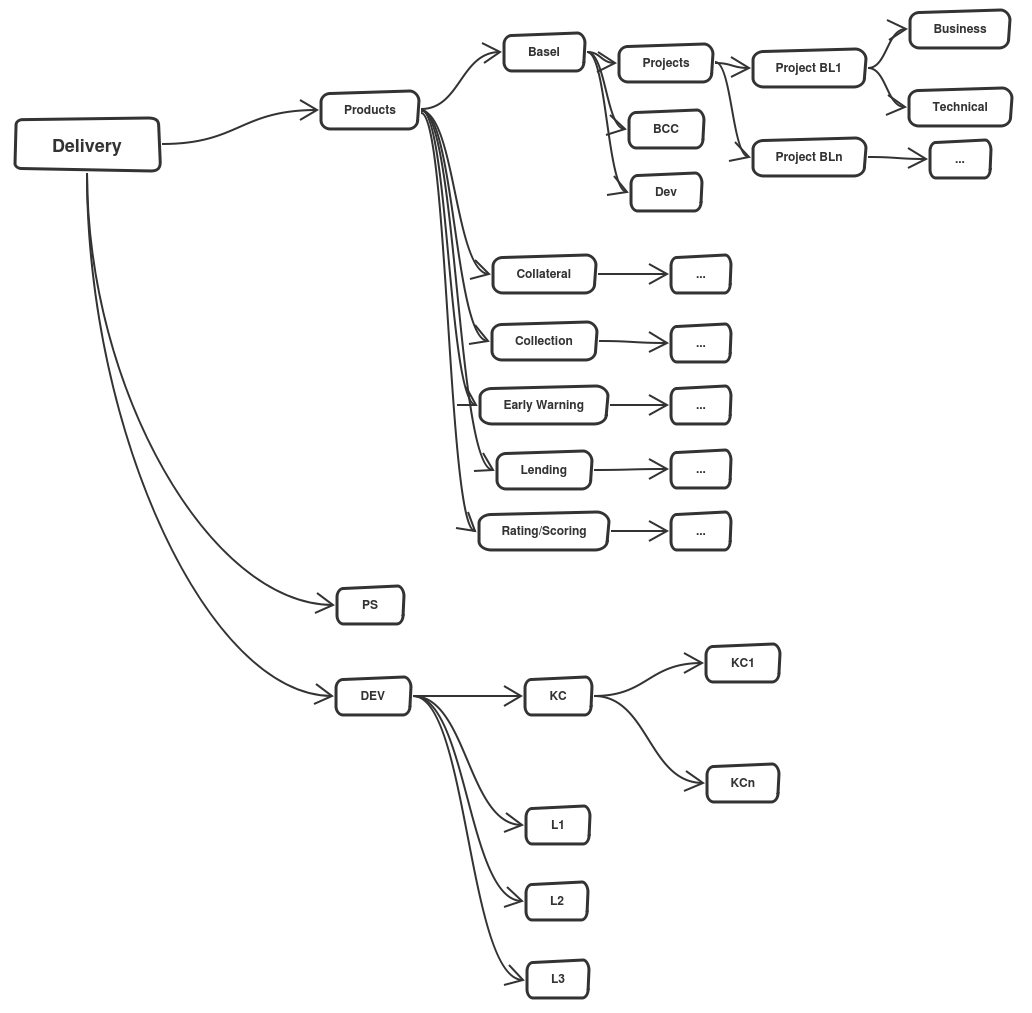 Business
Basel
Projects
Project BL1
Products
Technical
BCC
Delivery
Project BLn
...
Dev
Collateral
...
Collection
...
Early Warning
...
Lending
...
Rating/Scoring
...
PS
KC1
DEV
KC
KCn
L1
L2
L3